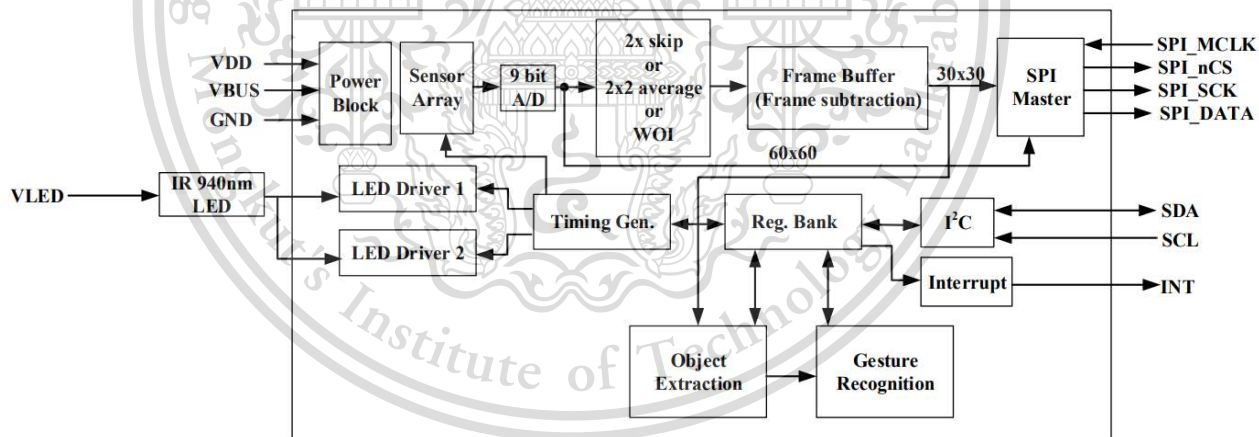 VDD
VBUS
GND
Power
Block
Sensor
Array
9 bit
A/D
2x skip
or
2x2 average
or
WOI
Frame Buffer
(Frame subtraction)
30x30
60x60
SPI
Master
SPI_MCLK
SPI_nCS
SPI_SCK
SPI_DATA
VLED
IR 940nm
LED
LED Driver 1
LED Driver 2
Timing Gen.
Reg. Bank
I²C
SDA
SCL
Interrupt
INT
Object
Extraction
Gesture
Recognition
Mongkut's Institute of Technology Ladkrab